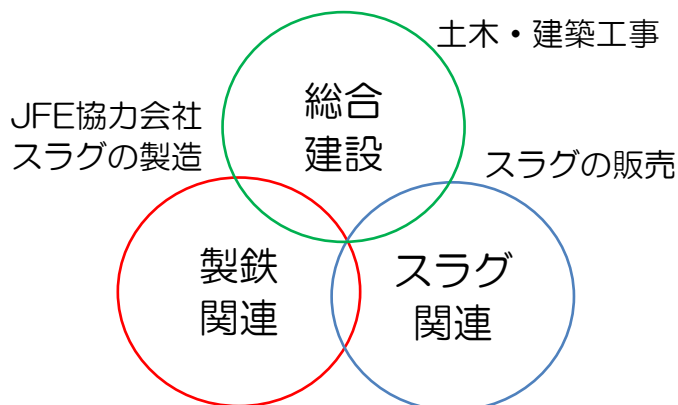 土木・建築工事
総合
建設
JFE協力会社
スラグの製造
スラグの販売
製鉄
関連
スラグ
関連